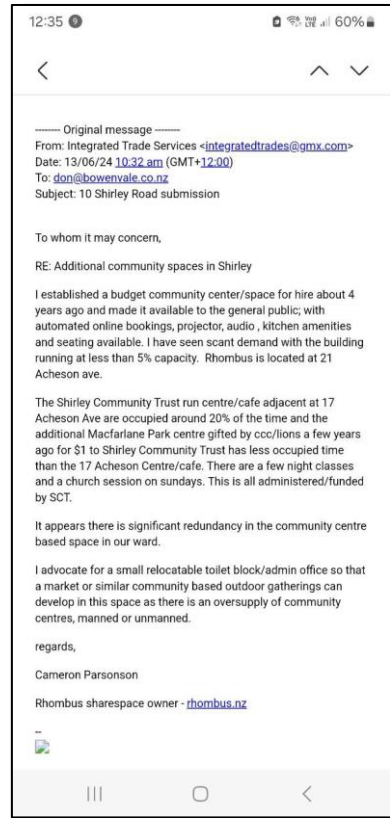 12:35
60%
-------- Original message --------
From: Integrated Trade Services <integratedtrades@gmx.com>
Date: 13/06/24 10:32 am (GMT+12:00)
To: don@bowenvale.co.nz
Subject: 10 Shirley Road submission
To whom it may concern,
RE: Additional community spaces in Shirley
I established a budget community center/space for hire about 4
years ago and made it available to the general public; with
automated online bookings, projector, audio , kitchen amenities
and seating available. I have seen scant demand with the building
running at less than 5% capacity.  Rhombus is located at 21
Acheson ave.
The Shirley Community Trust run centre/cafe adjacent at 17
Acheson Ave are occupied around 20% of the time and the
additional Macfarlane Park centre gifted by ccc/lions a few years
ago for $1 to Shirley Community Trust has less occupied time
than the 17 Acheson Centre/cafe. There are a few night classes
and a church session on sundays. This is all administered/funded
by SCT.
It appears there is significant redundancy in the community centre
based space in our ward.
I advocate for a small relocatable toilet block/admin office so that
a market or similar community based outdoor gatherings can
develop in this space as there is an oversupply of community
centres, manned or unmanned.
regards,
Cameron Parsonson
Rhombus sharespace owner - rhombus.nz
--